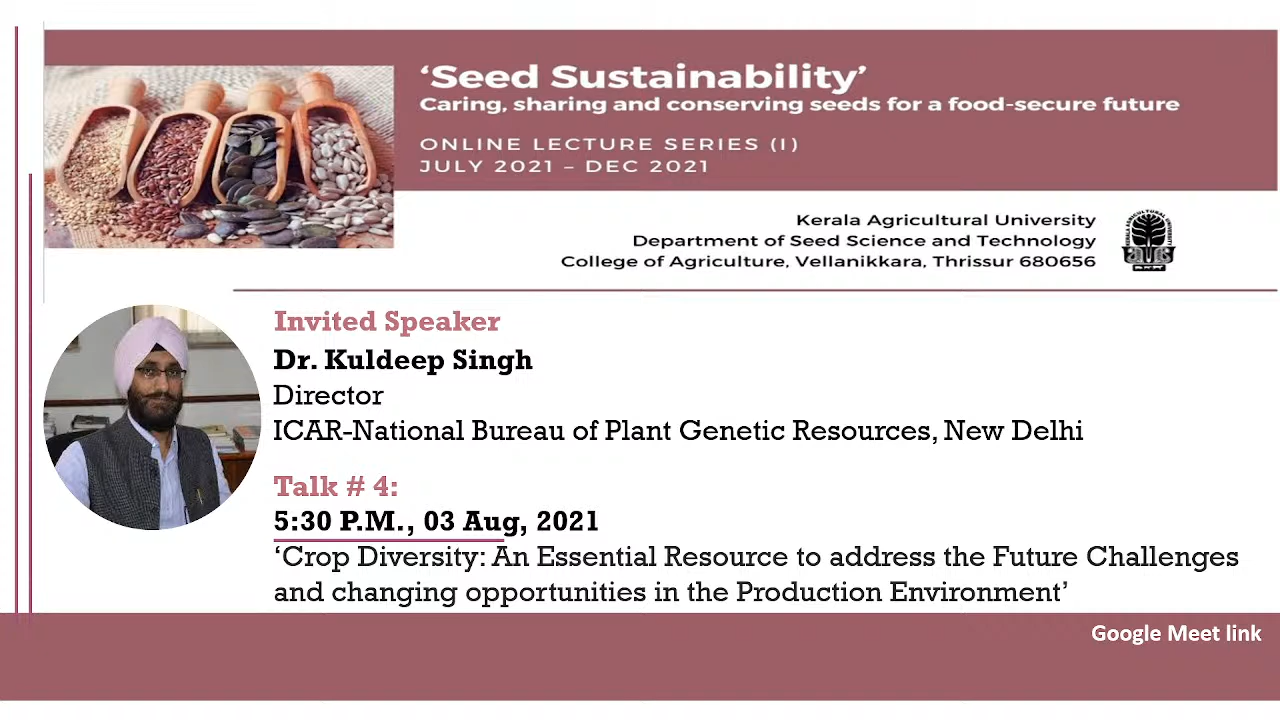 ‘Seed Sustainability’
Caring, sharing and conserving seeds for a food-secure future
ONLINE LECTURE SERIES (I)
JULY 2021 – DEC 2021
Kerala Agricultural University
Department of Seed Science and Technology
College of Agriculture, Vellanikkara, Thrissur 680656
Invited Speaker
Dr. Kuldeep Singh
Director
ICAR-National Bureau of Plant Genetic Resources, New Delhi
Talk # 4:
5:30 P.M., 03 Aug, 2021
‘Crop Diversity: An Essential Resource to address the Future Challenges
and changing opportunities in the Production Environment’
Google Meet link